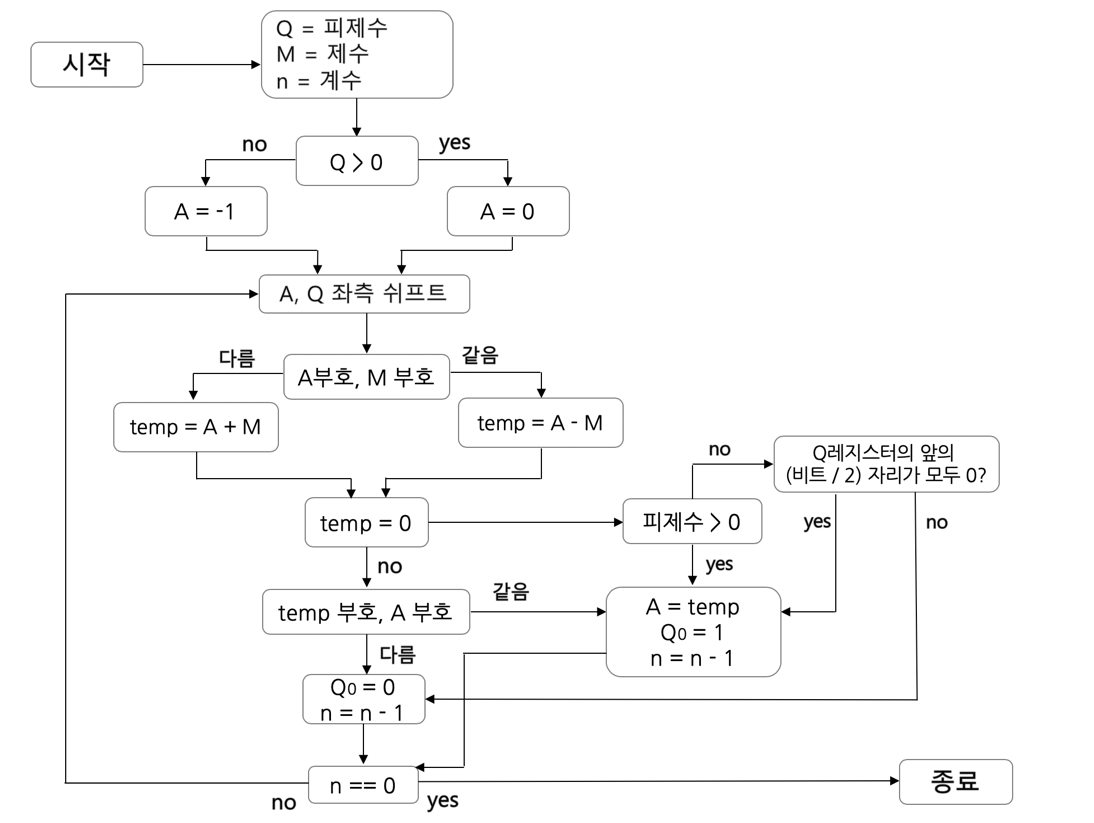 시작
Q = 피제수
M = 제수
n = 계수
no
yes
Q > 0
A = -1
A = 0
A, Q 좌측 쉬프트
다름
같음
A부호, M 부호
temp = A + M
temp = A - M
no
Q레지스터의 앞의
(비트 / 2) 자리가 모두 0?
temp = 0
피제수 > 0
yes
no
no
yes
같음
temp 부호, A 부호
A = temp
Q0 = 1
n = n - 1
다름
Q0 = 0
n = n - 1
n == 0
종료
no
yes